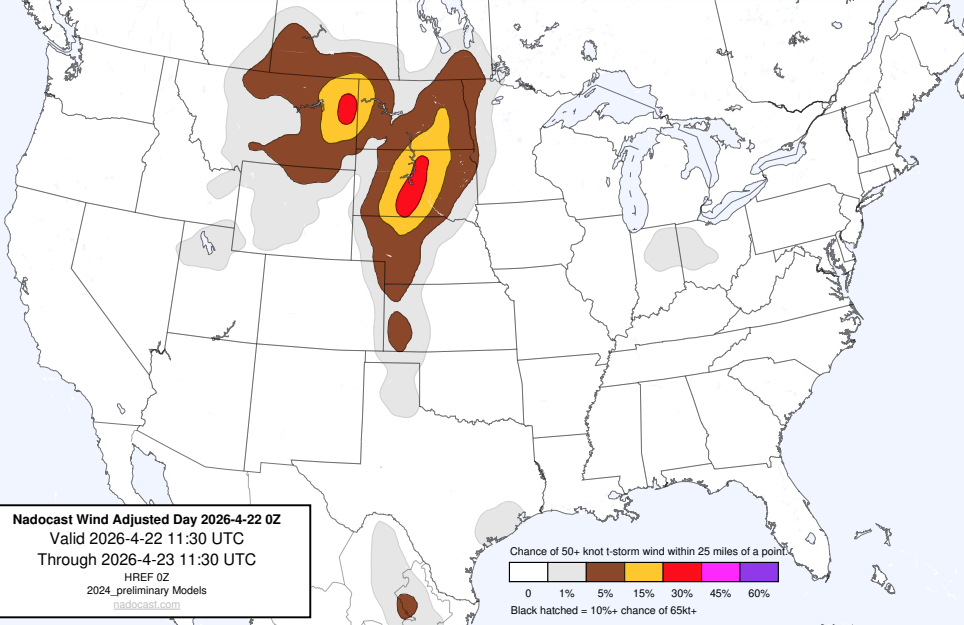 Nadocast Wind Adjusted Day 2026-4-22 0Z
Valid 2026-4-22 11:30 UTC
Through 2026-4-23 11:30 UTC
HREF 0Z
2024_preliminary Models
nadocast.com
Chance of 50+ knot t-storm wind within 25 miles of a point.
0 1% 5% 15% 30% 45% 60%
Black hatched = 10%+ chance of 65kt+